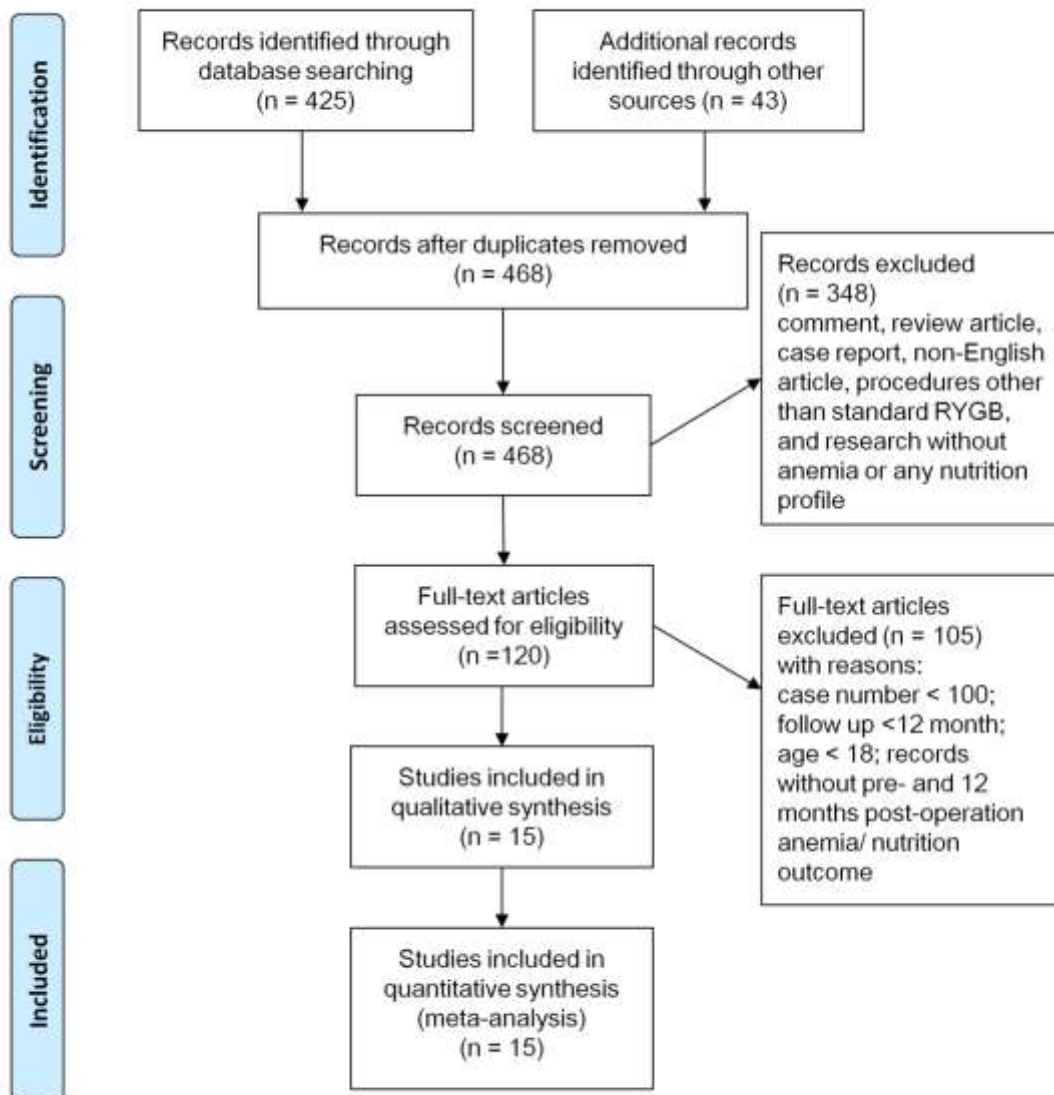 Identification
Records identified through
database searching
(n = 425)
Additional records
identified through other
sources (n = 43)
Records after duplicates removed
(n = 468)
Screening
Records screened
(n = 468)
Records excluded
(n = 348)
comment, review article,
case report, non-English
article, procedures other
than standard RYGB,
and research without
anemia or any nutrition
profile
Eligibility
Full-text articles
assessed for eligibility
(n =120)
Full-text articles
excluded (n = 105)
with reasons:
case number < 100;
follow up <12 month;
age < 18; records
without pre- and 12
months post-operation
anemia/ nutrition
outcome
Studies included in
qualitative synthesis
(n = 15)
Included
Studies included in
quantitative synthesis
(meta-analysis)
(n = 15)